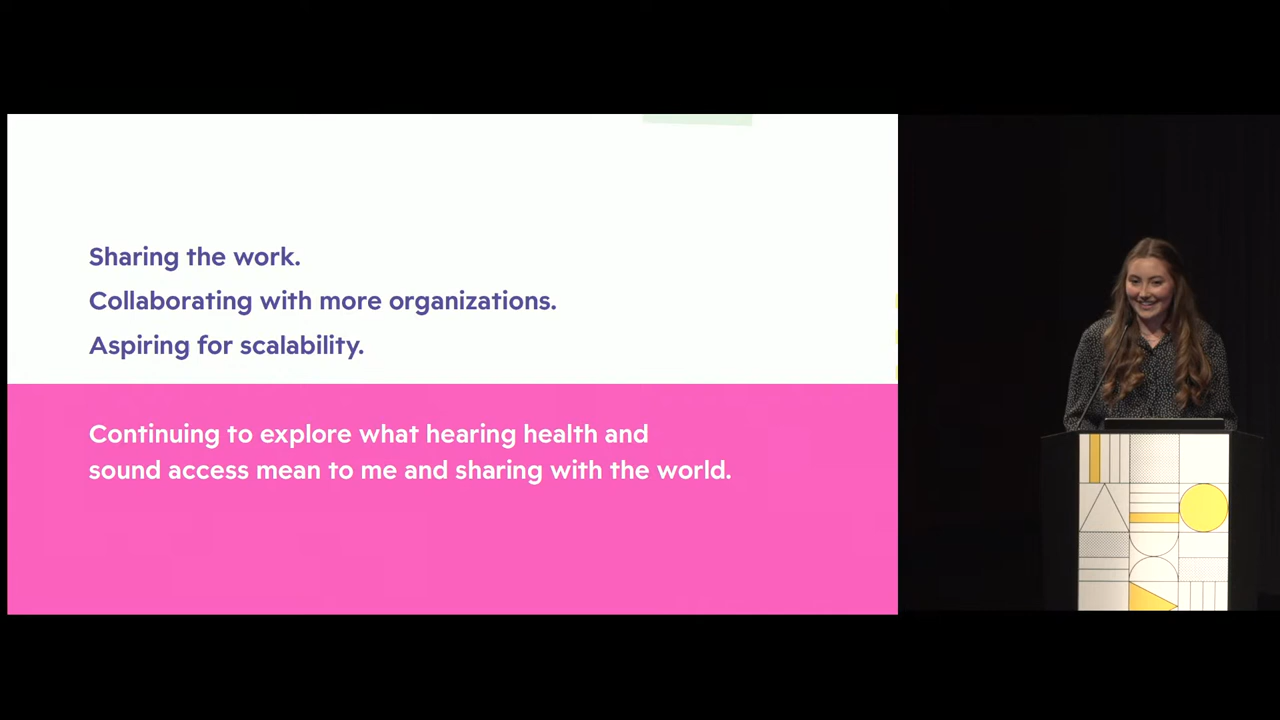 Sharing the work.
Collaborating with more organizations.
Aspiring for scalability.
Continuing to explore what hearing health and
sound access mean to me and sharing with the world.